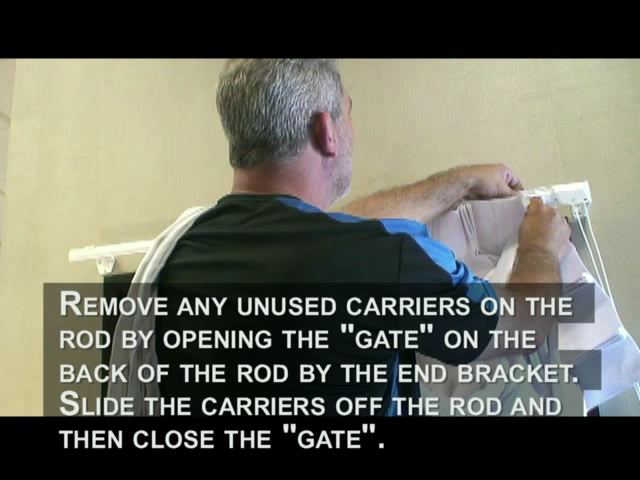 REMOVE ANY UNUSED CARRIERS ON THE
ROD BY OPENING THE "GATE" ON THE
BACK OF THE ROD BY THE END BRACKET.
SLIDE THE CARRIERS OFF THE ROD AND
THEN CLOSE THE "GATE".